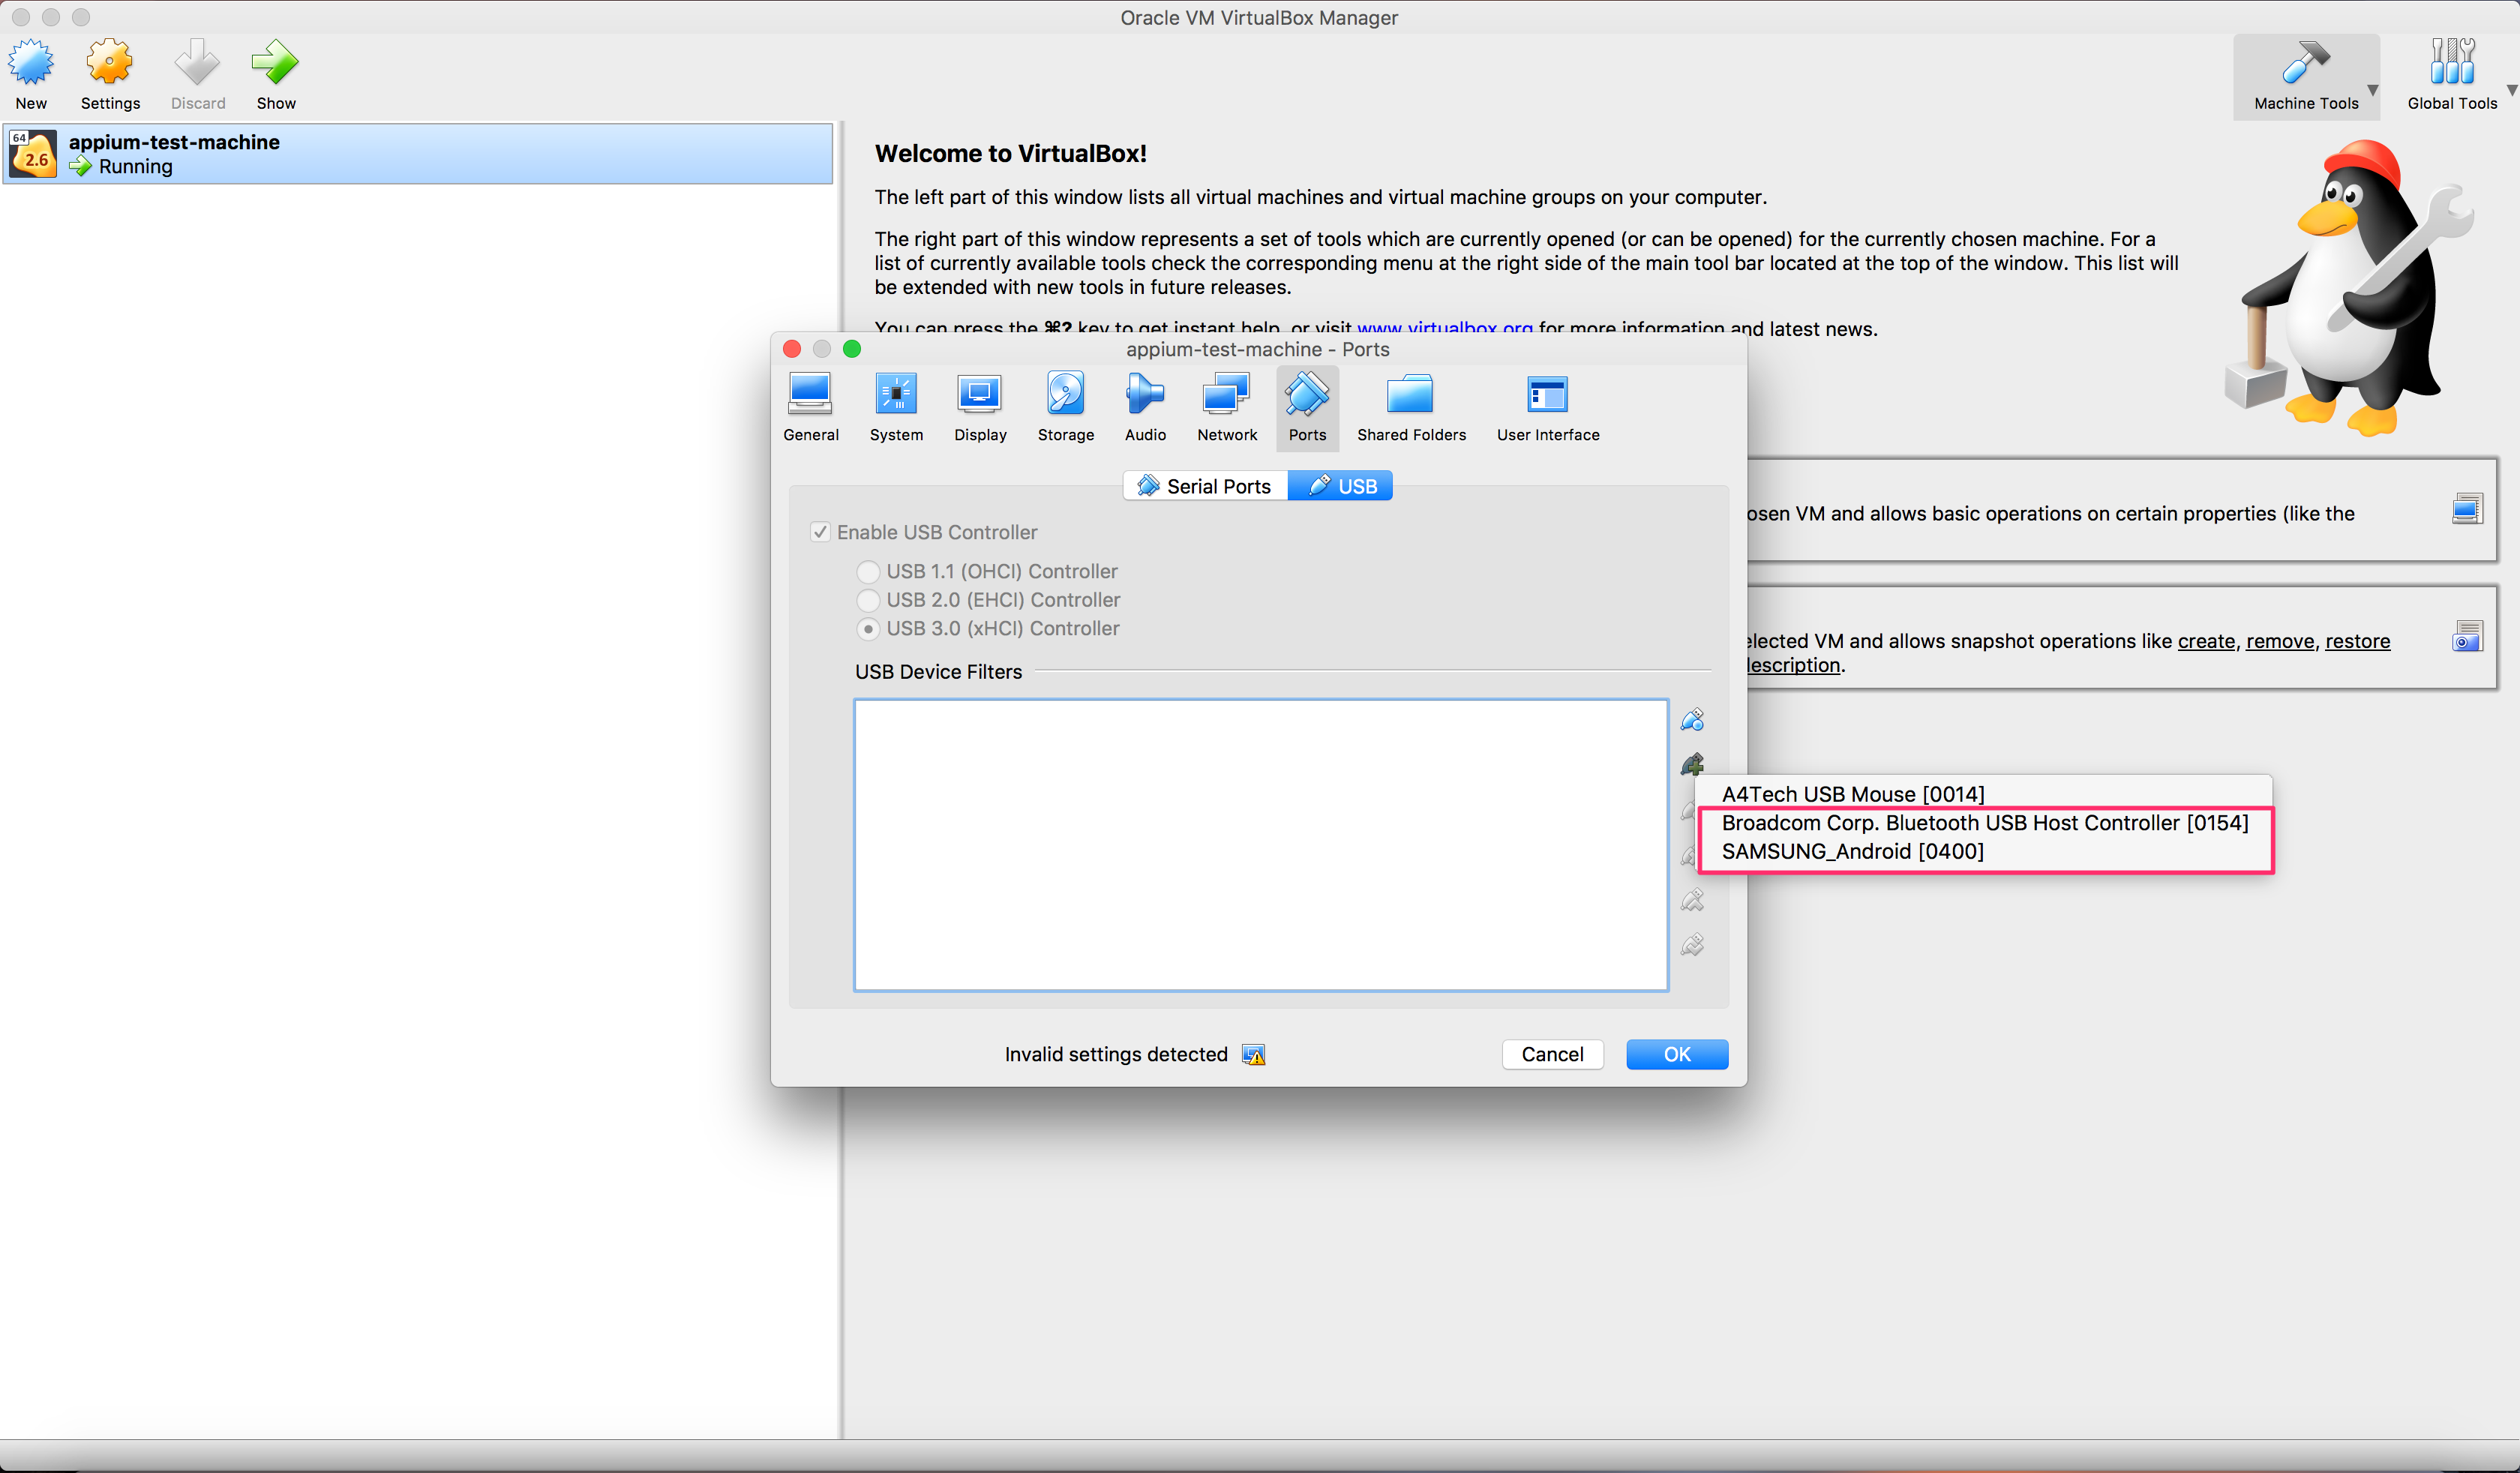 Oracle VM VirtualBox Manager
New
Settings
Discard
Show
Machine Tools
Global Tools
64
2.6
appium-test-machine
Running
Welcome to VirtualBox!
The left part of this window lists all virtual machines and virtual machine groups on your computer.
The right part of this window represents a set of tools which are currently opened (or can be opened) for the currently chosen machine. For a
list of currently available tools check the corresponding menu at the right side of the main tool bar located at the top of the window. This list will
be extended with new tools in future releases.
You can press the ⌘? key to get instant help, or visit www.virtualbox.org for more information and latest news.
appium-test-machine - Ports
General
System
Display
Storage
Audio
Network
Ports
Shared Folders
User Interface
Serial Ports
USB
osen VM and allows basic operations on certain properties (like the
Enable USB Controller
USB 1.1 (OHCI) Controller
USB 2.0 (EHCI) Controller
USB 3.0 (xHCI) Controller
elected VM and allows snapshot operations like create, remove, restore
escription.
USB Device Filters
A4Tech USB Mouse [0014]
Broadcom Corp. Bluetooth USB Host Controller [0154]
SAMSUNG_Android [0400]
Invalid settings detected
Cancel
OK